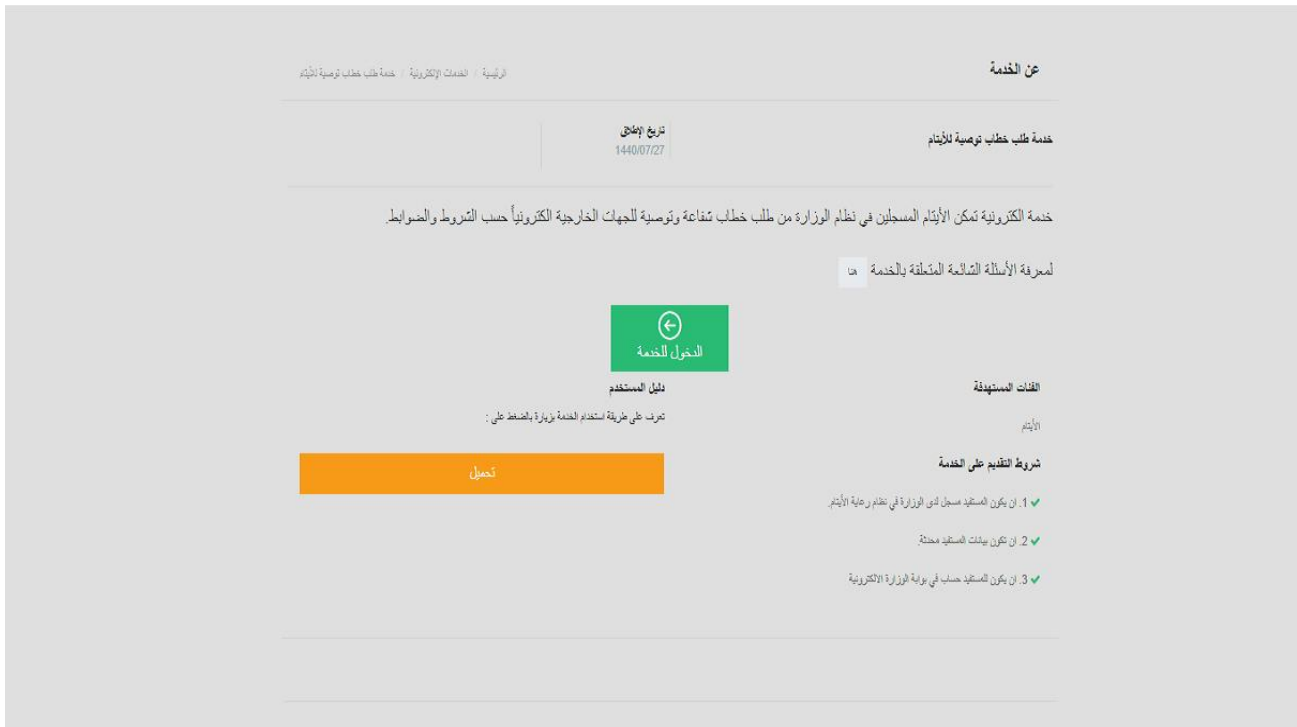 عن الخدمة
الرئيسية / الخدمات الإلكترونية / خدمة طلب خطاب توصية للأيتام
خدمة طلب خطاب توصية للأيتام
تاريخ الإطلاق
1440/07/27
خدمة الكترونية تمكن الأيتام المسجلين في نظام الوزارة من طلب خطاب شفاعة وتوصية للجهات الخارجية الكترونياً حسب الشروط والضوابط.
لمعرفة الأسئلة الشائعة المتعلقة بالخدمة هنا
الدخول للخدمة
الفئات المستهدفة
الأيتام
شروط التقديم على الخدمة
1. ان يكون المستفيد مسجل لدى الوزارة في نظام رعاية الأيتام.
2. ان تكون بيانات المستفيد محدثة.
3. ان يكون للمستفيد حساب في بوابة الوزارة الالكترونية
دليل المستخدم
تعرف على طريقة استخدام الخدمة بزيارة بالضغط على :
تحميل